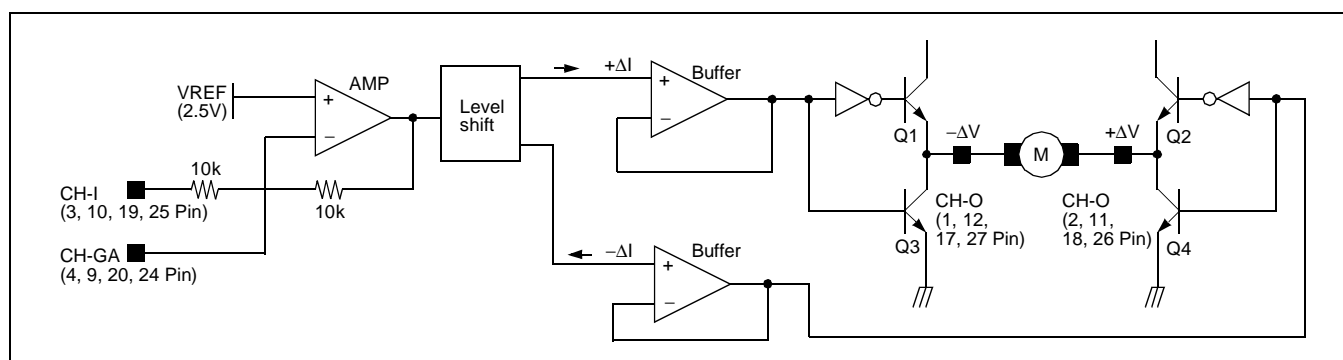 VREF
(2.5V)
AMP
+
−
10k
10k
CH-I
(3, 10, 19, 25 Pin)
CH-GA
(4, 9, 20, 24 Pin)
Level
shift
+ΔI
Buffer
+
−
−ΔI
Buffer
+
−
Q1
Q3
−ΔV
M
+ΔV
Q2
Q4
CH-O
(1, 12,
17, 27 Pin)
CH-O
(2, 11,
18, 26 Pin)